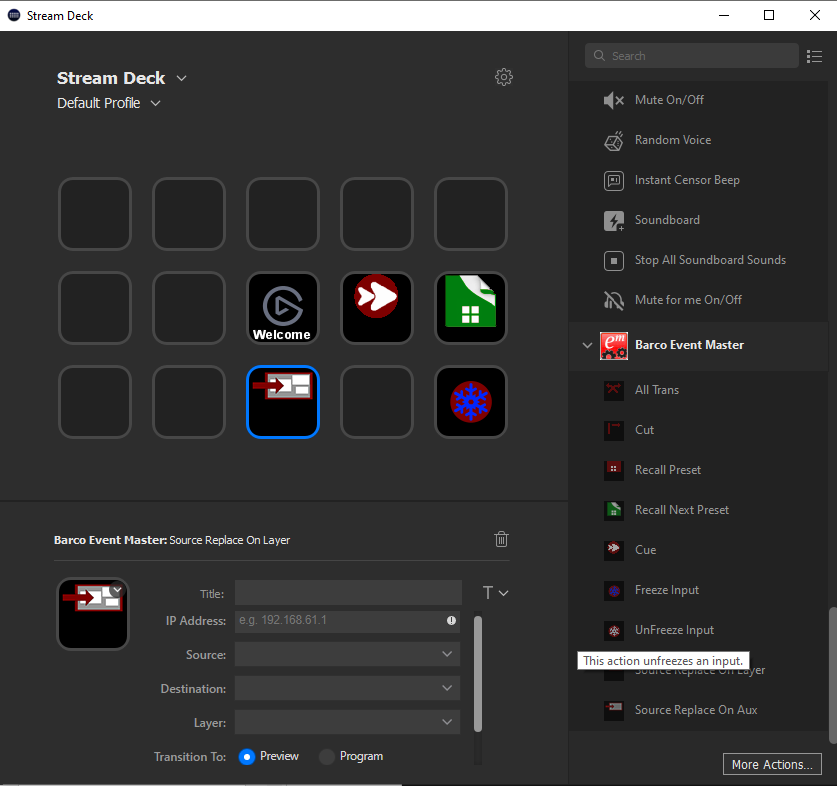 Stream Deck
Stream Deck
Default Profile
Welcome
Barco Event Master: Source Replace On Layer
Title:
T
IP Address:
e.g. 192.168.61.1
Source:
Destination:
Layer:
Transition To:
Preview
Program
Search
Mute On/Off
Random Voice
Instant Censor Beep
Soundboard
Stop All Soundboard Sounds
Mute for me On/Off
em
Barco Event Master
All Trans
Cut
Recall Preset
Recall Next Preset
Cue
Freeze Input
UnFreeze Input
This action unfreezes an input.
Source Replace On Layer
Source Replace On Aux
More Actions...